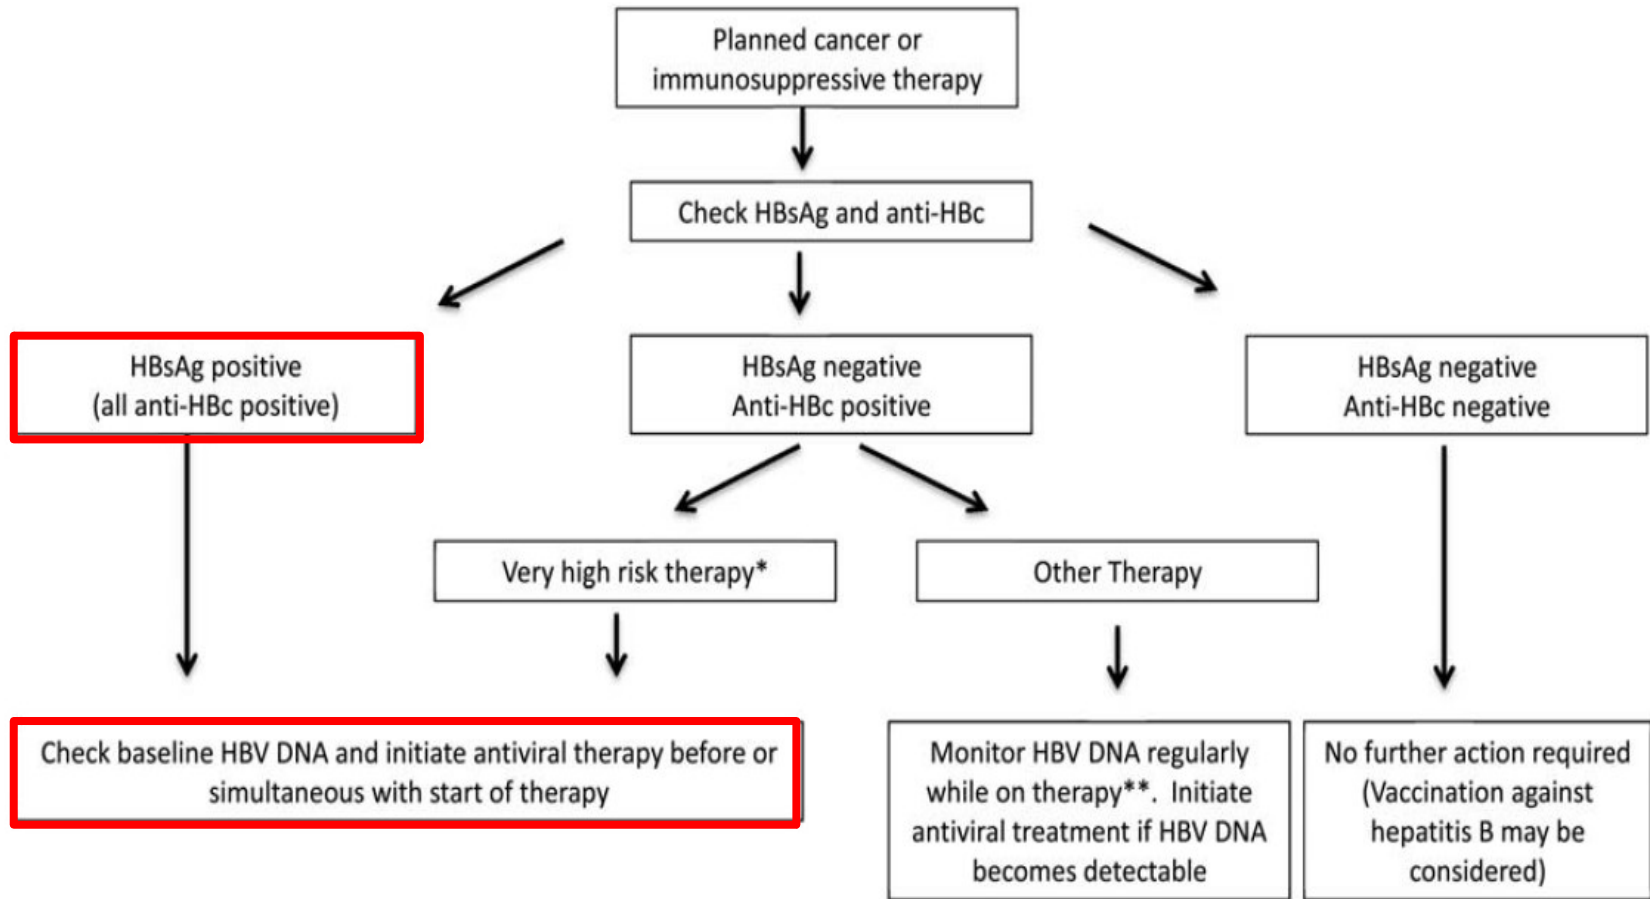 Planned cancer or
immunosuppressive therapy
Check HBsAg and anti-HBc
HBsAg positive
(all anti-HBc positive)
HBsAg negative
Anti-HBc positive
HBsAg negative
Anti-HBc negative
Very high risk therapy*
Other Therapy
Check baseline HBV DNA and initiate antiviral therapy before or
simultaneous with start of therapy
Monitor HBV DNA regularly
while on therapy**.  Initiate
antiviral treatment if HBV DNA
becomes detectable
No further action required
(Vaccination against
hepatitis B may be
considered)